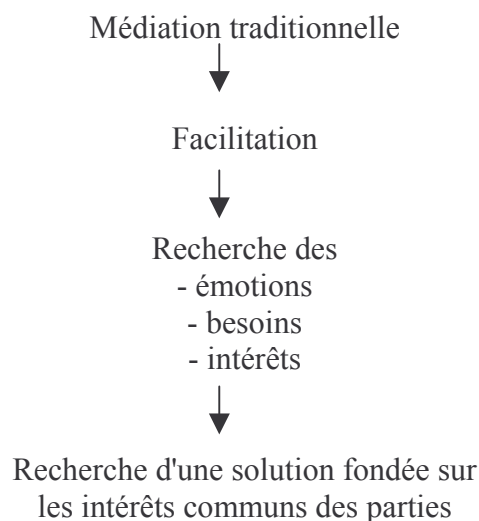 Médiation traditionnelle
Facilitation
Recherche des
- émotions
- besoins
- intérêts
Recherche d'une solution fondée sur
les intérêts communs des parties